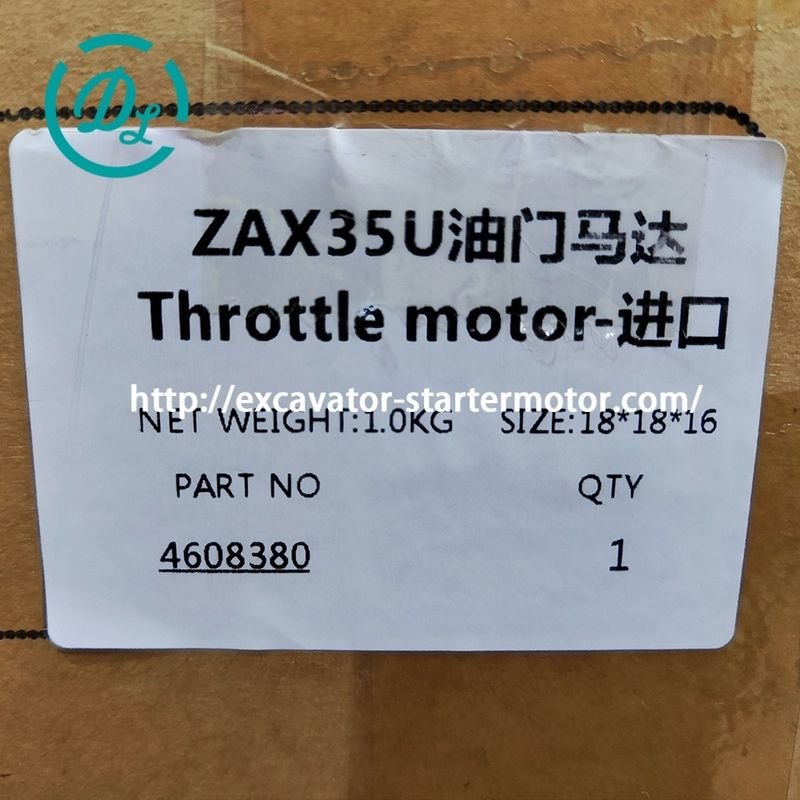 DL
ZAX35U油门马达
Throttle motor-进口
http://excavator-startermotor.com/
NET WEIGHT:1.0KG SIZE:18*18*16
PART NO QTY
4608380 1